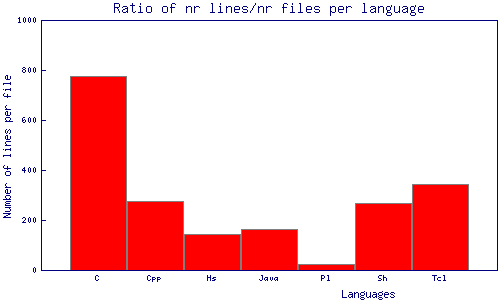 Ratio of nr lines/nr files per language
Number of lines per file
1000
800
600
400
200
0
C Cpp Hs Java Pl Sh Tcl
Languages